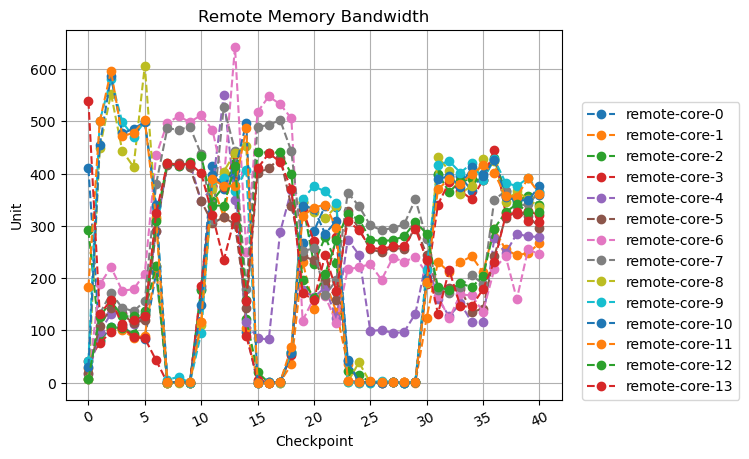 Remote Memory Bandwidth
Unit
600
500
400
300
200
100
0
0 5 10 15 20 25 30 35 40
Checkpoint
remote-core-0
remote-core-1
remote-core-2
remote-core-3
remote-core-4
remote-core-5
remote-core-6
remote-core-7
remote-core-8
remote-core-9
remote-core-10
remote-core-11
remote-core-12
remote-core-13